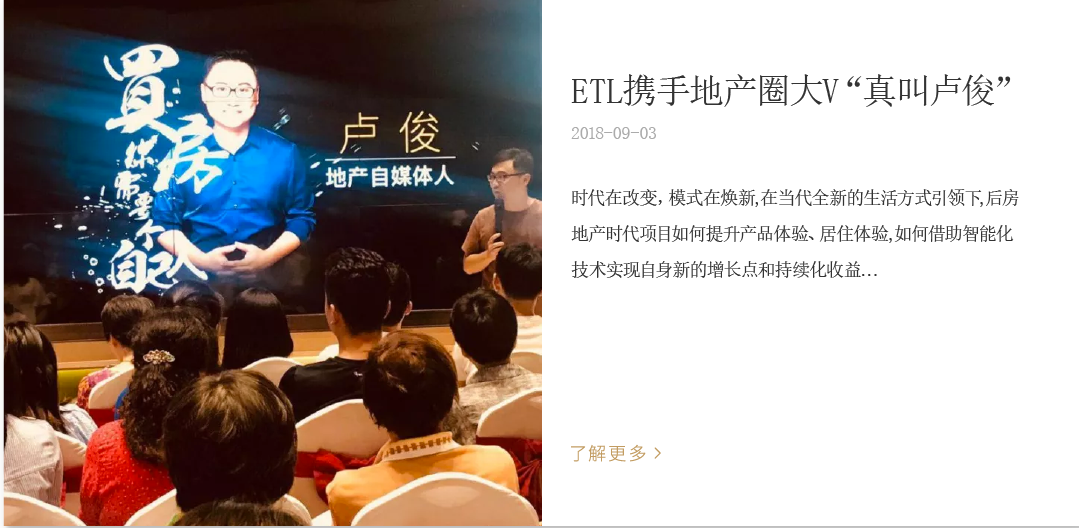 買房
你需要个
自己人
卢 俊
地产自媒体人
ETL携手地产圈大V“真叫卢俊”
2018-09-03
时代在改变，模式在焕新,在当代全新的生活方式引领下,后房
地产时代项目如何提升产品体验、居住体验,如何借助智能化
技术实现自身新的增长点和持续化收益...
了解更多 >